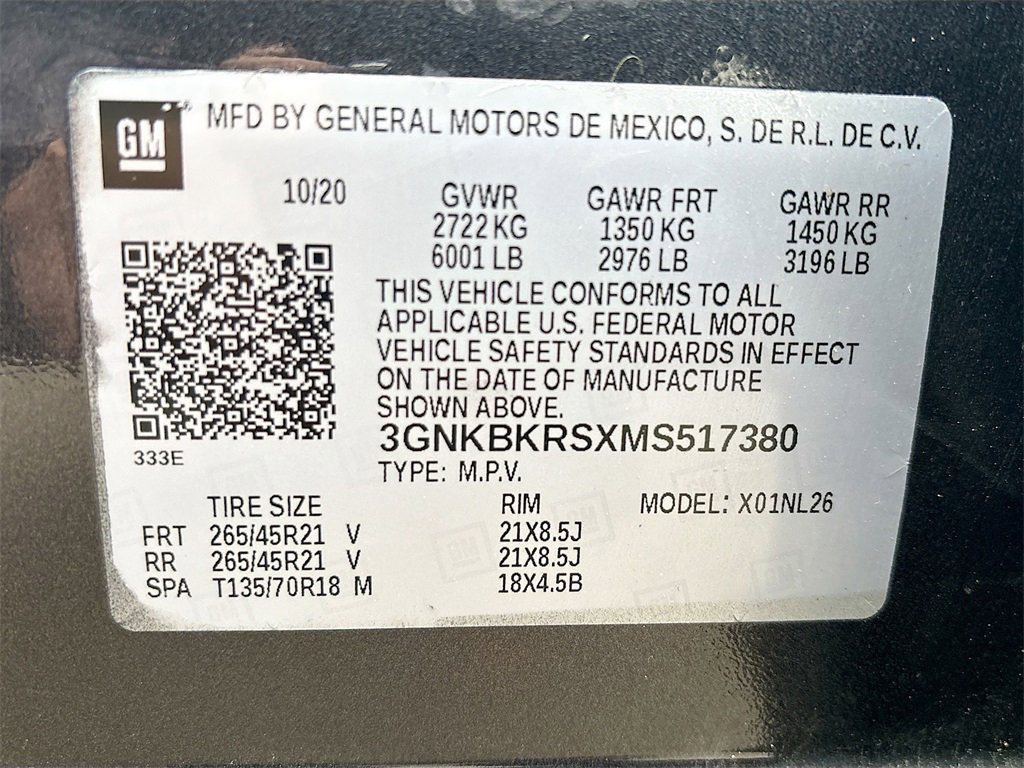 GM MFD BY GENERAL MOTORS DE MEXICO, S. DE R.L. DE C.V.
10/20 GVWR GAWR FRT GAWR RR
2722 KG 1350 KG 1450 KG
6001 LB 2976 LB 3196 LB
THIS VEHICLE CONFORMS TO ALL
APPLICABLE U.S. FEDERAL MOTOR
VEHICLE SAFETY STANDARDS IN EFFECT
ON THE DATE OF MANUFACTURE
SHOWN ABOVE.
3GNKBKRSXMS517380
333E
TYPE: M.P.V.
TIRE SIZE RIM MODEL: X01NL26
FRT 265/45R21 V 21X8.5J
RR 265/45R21 V 21X8.5J
SPA T135/70R18 M 18X4.5B